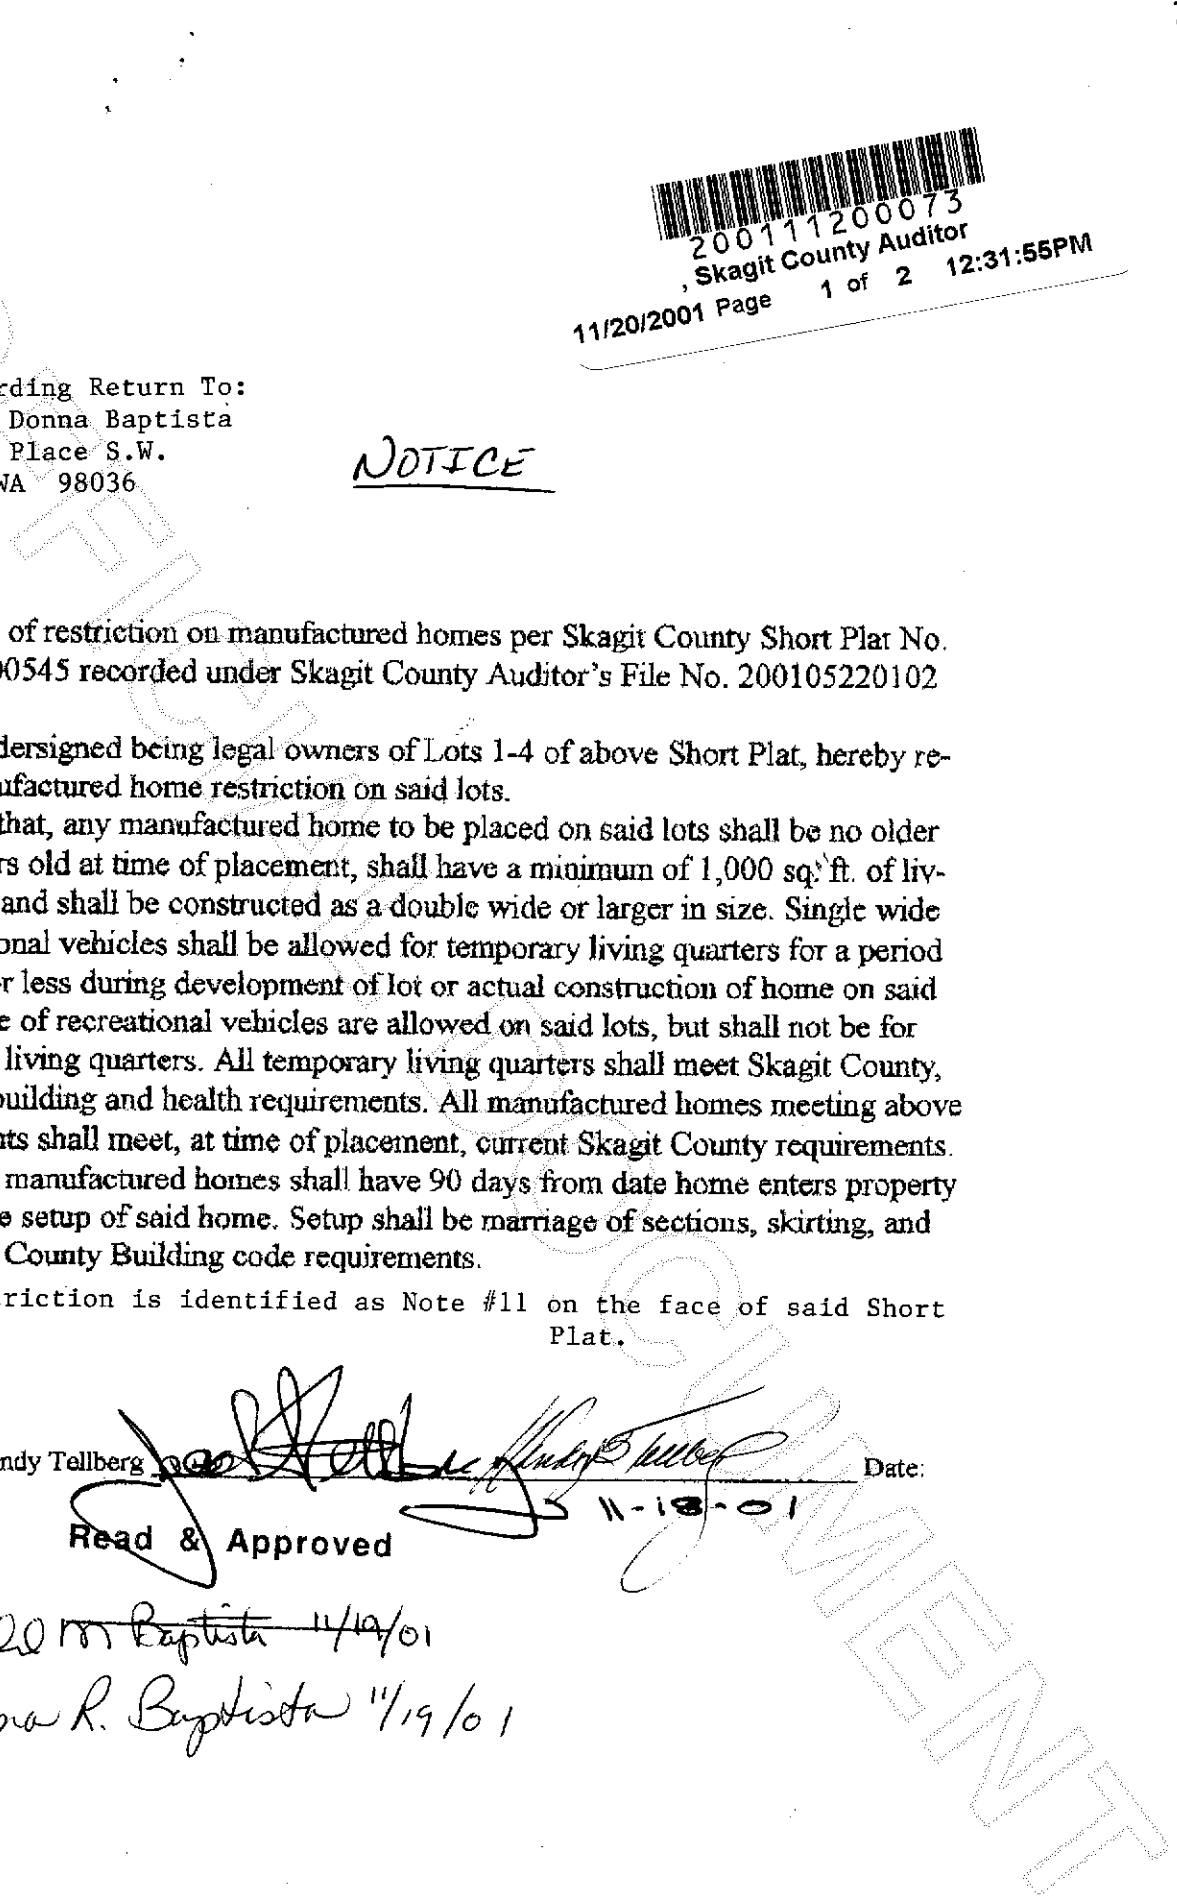 200111200073
, Skagit County Auditor
11/20/2001 Page 1 of 2 12:31:55PM
rding Return To:
Donna Baptista
Place S.W.
WA 98036
NOTICE
of restriction on manufactured homes per Skagit County Short Plat No.
00545 recorded under Skagit County Auditor's File No. 200105220102
dersigned being legal owners of Lots 1-4 of above Short Plat, hereby re-
ufactured home restriction on said lots.
that, any manufactured home to be placed on said lots shall be no older
rs old at time of placement, shall have a minimum of 1,000 sq. ft. of liv-
and shall be constructed as a double wide or larger in size. Single wide
onal vehicles shall be allowed for temporary living quarters for a period
r less during development of lot or actual construction of home on said
e of recreational vehicles are allowed on said lots, but shall not be for
living quarters. All temporary living quarters shall meet Skagit County,
building and health requirements. All manufactured homes meeting above
nts shall meet, at time of placement, current Skagit County requirements.
manufactured homes shall have 90 days from date home enters property
e setup of said home. Setup shall be marriage of sections, skirting, and
County Building code requirements.
riction is identified as Note #11 on the face of said Short
Plat.
ndy Tellberg Date:
11-18-01
Read & Approved
M Baptista 11/19/01
na R. Baptista 11/19/01
OFFICIAL DOCUMENT